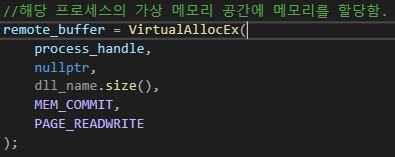 //해당 프로세스의 가상 메모리 공간에 메모리를 할당함.
remote_buffer = VirtualAllocEx(
process_handle,
nullptr,
dll_name.size(),
MEM_COMMIT,
PAGE_READWRITE
);